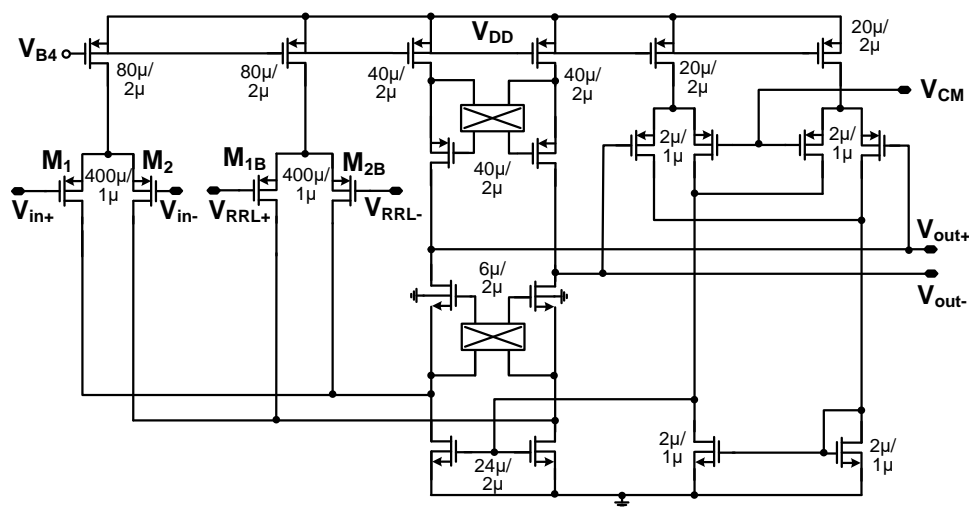 20µ/
2µ
V_DD
V_B4
80µ/
2µ
80µ/
2µ
40µ/
2µ
40µ/
2µ
20µ/
2µ
V_CM
M_1
M_2
400µ/
1µ
M_1B
M_2B
400µ/
1µ
40µ/
2µ
2µ/
1µ
2µ/
1µ
V_in+
V_in-
V_RRL+
V_RRL-
V_out+
V_out-
6µ/
2µ
24µ/
2µ
2µ/
1µ
2µ/
1µ